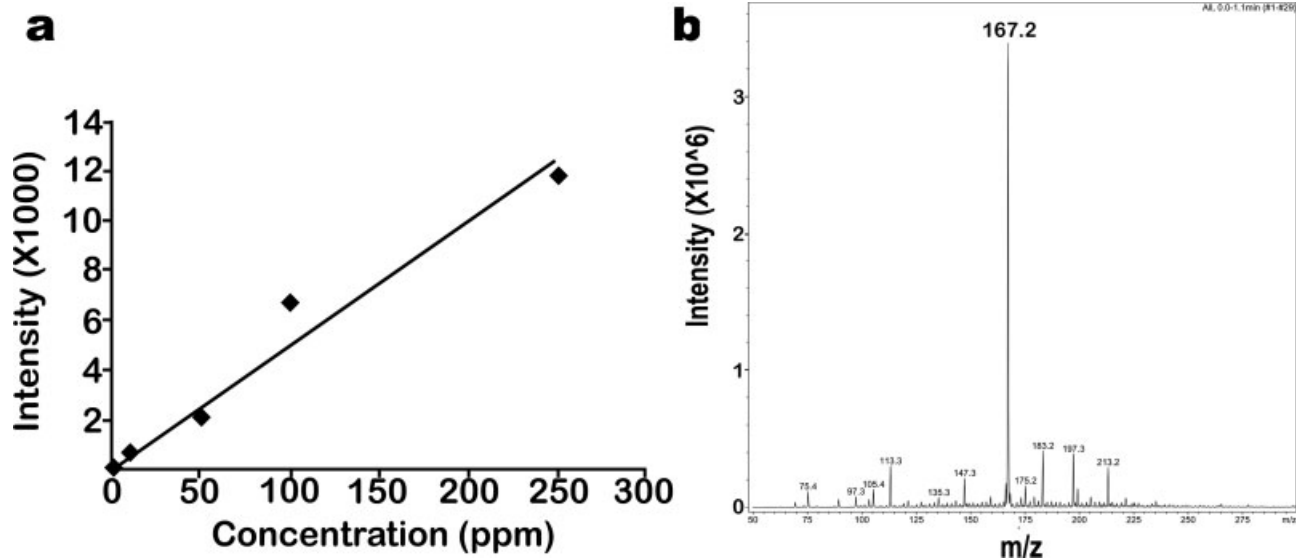 a
14
12
10
8
6
4
2
Intensity (X1000)
0 50 100 150 200 250 300
Concentration (ppm)
b
All, 0.0-1.1min (#1-#29)
167.2
3
2
1
0
Intensity (X10^6)
75.4
97.3
105.4
113.3
135.3
147.3
175.2
183.2
197.3
213.2
50 75 100 125 150 175 200 225 250 275
m/z